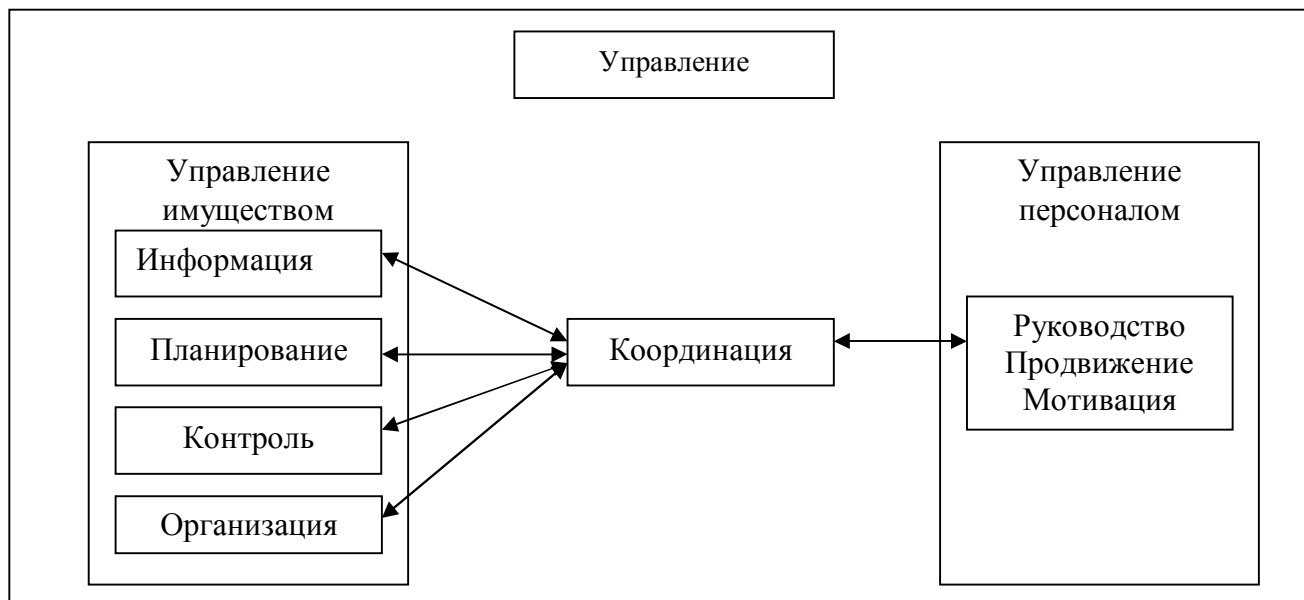 Управление
Управление
имуществом
Информация
Планирование
Контроль
Организация
Координация
Управление
персоналом
Руководство
Продвижение
Мотивация